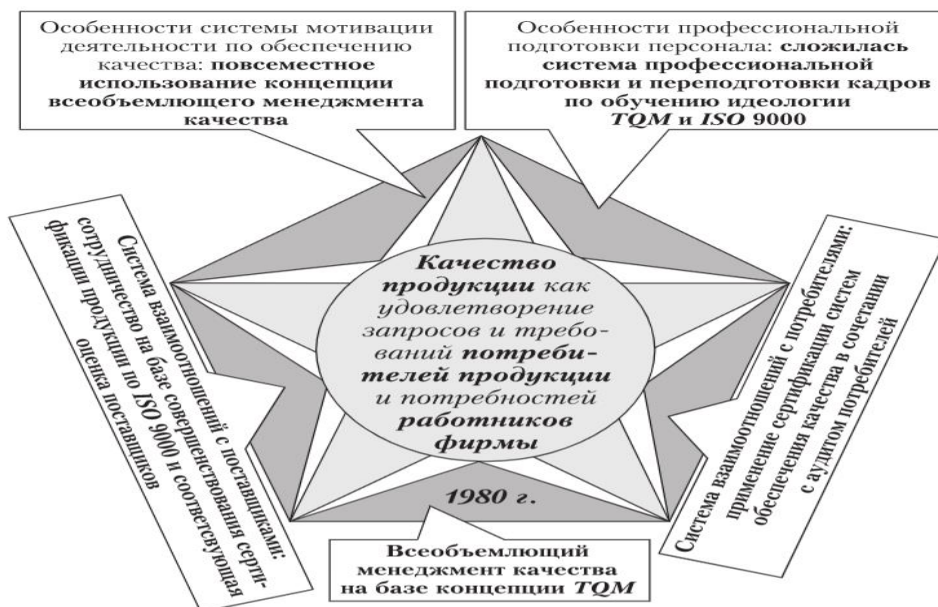 Особенности системы мотивации
деятельности по обеспечению
качества: повсеместное
использование концепции
всеобъемлющего менеджмента
качества
Особенности профессиональной
подготовки персонала: сложилась
система профессиональной
подготовки и переподготовки кадров
по обучению идеологии
TQM и ISO 9000
Система взаимоотношений с поставщиками:
сотрудничество на базе совершенствования серти-
фикации продукции по ISO 9000 и соответсвующая
оценка поставщиков
Качество
продукции как
удовлетворение
запросов и требо-
ваний потреби-
телей продукции
и потребностей
работников
фирмы
Система взаимоотношений с потребителями:
применение сертификации систем
обеспечения качества в сочетании
с аудитом потребителей
1980 г.
Всеобъемлющий
менеджмент качества
на базе концепции TQM